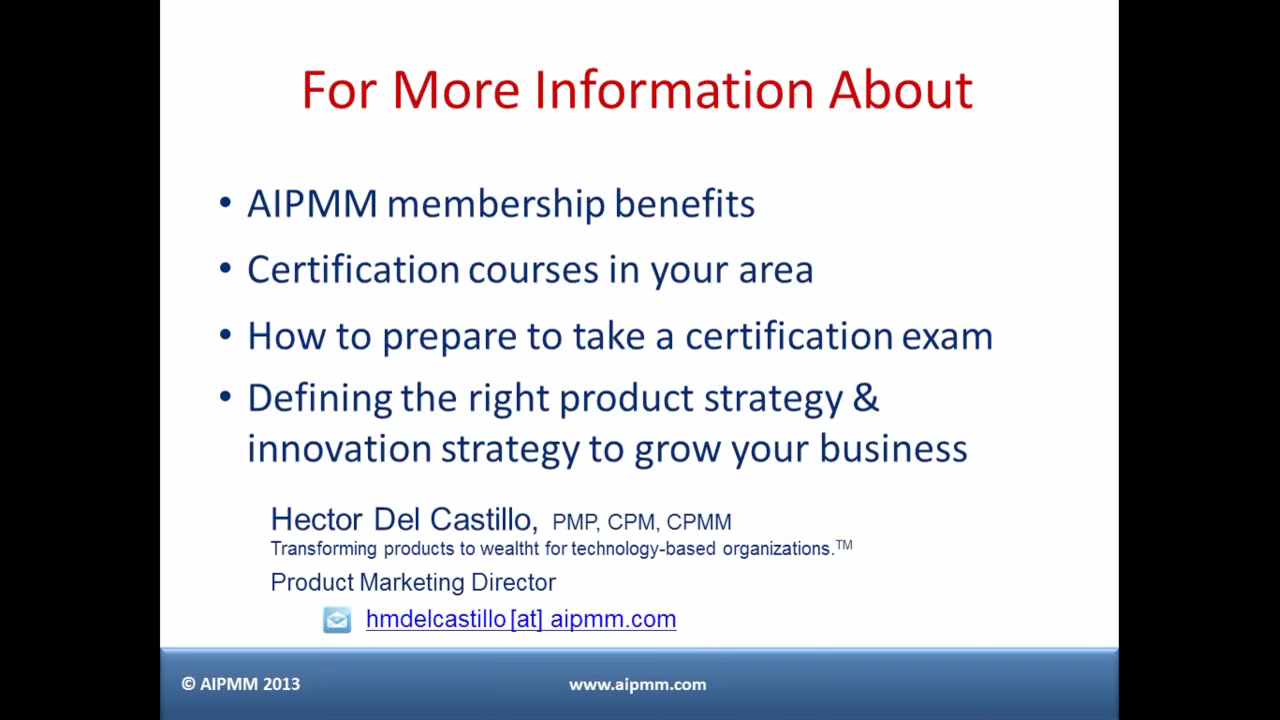 For More Information About
• AIPMM membership benefits
• Certification courses in your area
• How to prepare to take a certification exam
• Defining the right product strategy &
innovation strategy to grow your business
Hector Del Castillo, PMP, CPM, CPMM
Transforming products to wealtht for technology-based organizations.TM
Product Marketing Director
hmdelcastillo [at] aipmm.com
© AIPMM 2013 www.aipmm.com